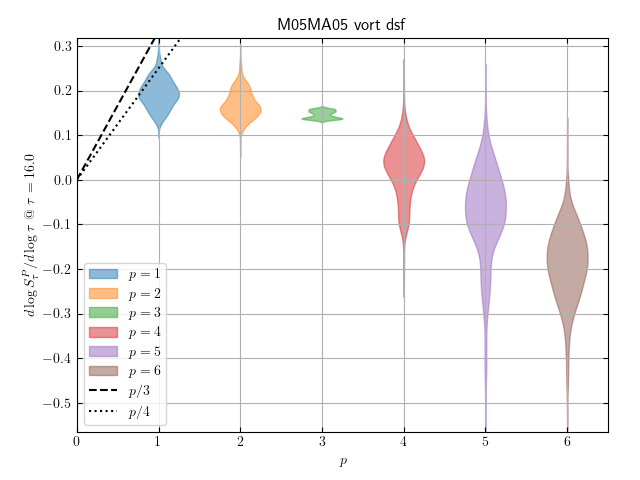 M05MA05 vort dsf
d log S_τ^P / d log τ @ τ = 16.0
0.3
0.2
0.1
0.0
−0.1
−0.2
−0.3
−0.4
−0.5
p = 1
p = 2
p = 3
p = 4
p = 5
p = 6
p/3
p/4
0 1 2 3 4 5 6
p